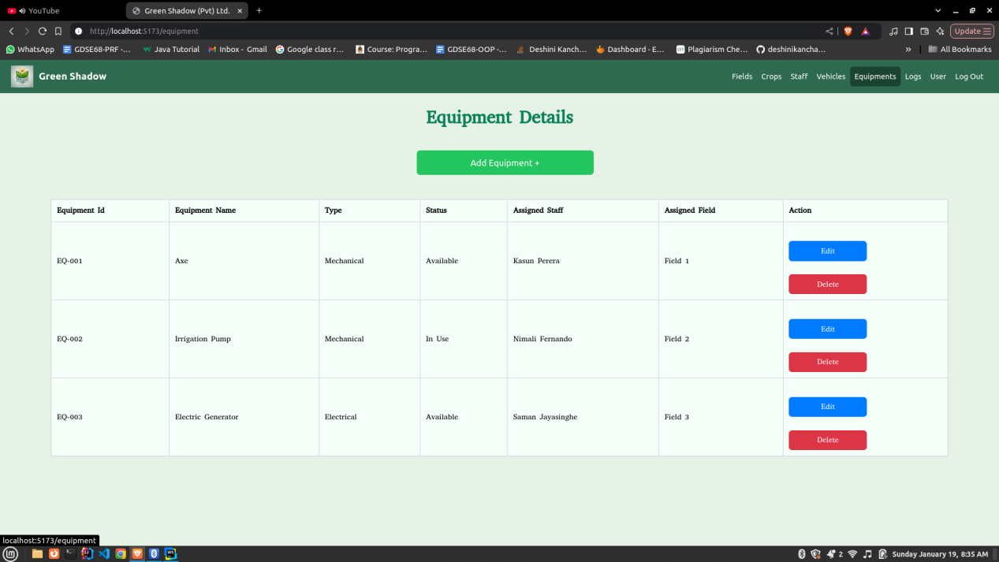 YouTube
Green Shadow (Pvt) Ltd.
http://localhost:5173/equipment
Update
WhatsApp
GDSE68-PRF -...
Java Tutorial
Inbox - Gmail
Google class r...
Course: Progra...
GDSE68-OOP -...
Deshini Kanch...
Dashboard - E...
Plagiarism Che...
deshinikancha...
All Bookmarks
Green Shadow
Fields Crops Staff Vehicles Equipments Logs User Log Out
Equipment Details
Add Equipment +
Equipment Id Equipment Name Type Status Assigned Staff Assigned Field Action
EQ-001 Axe Mechanical Available Kasun Perera Field 1
Edit
Delete
EQ-002 Irrigation Pump Mechanical In Use Nimali Fernando Field 2
Edit
Delete
EQ-003 Electric Generator Electrical Available Saman Jayasinghe Field 3
Edit
Delete
localhost:5173/equipment
2
Sunday January 19, 8:35 AM